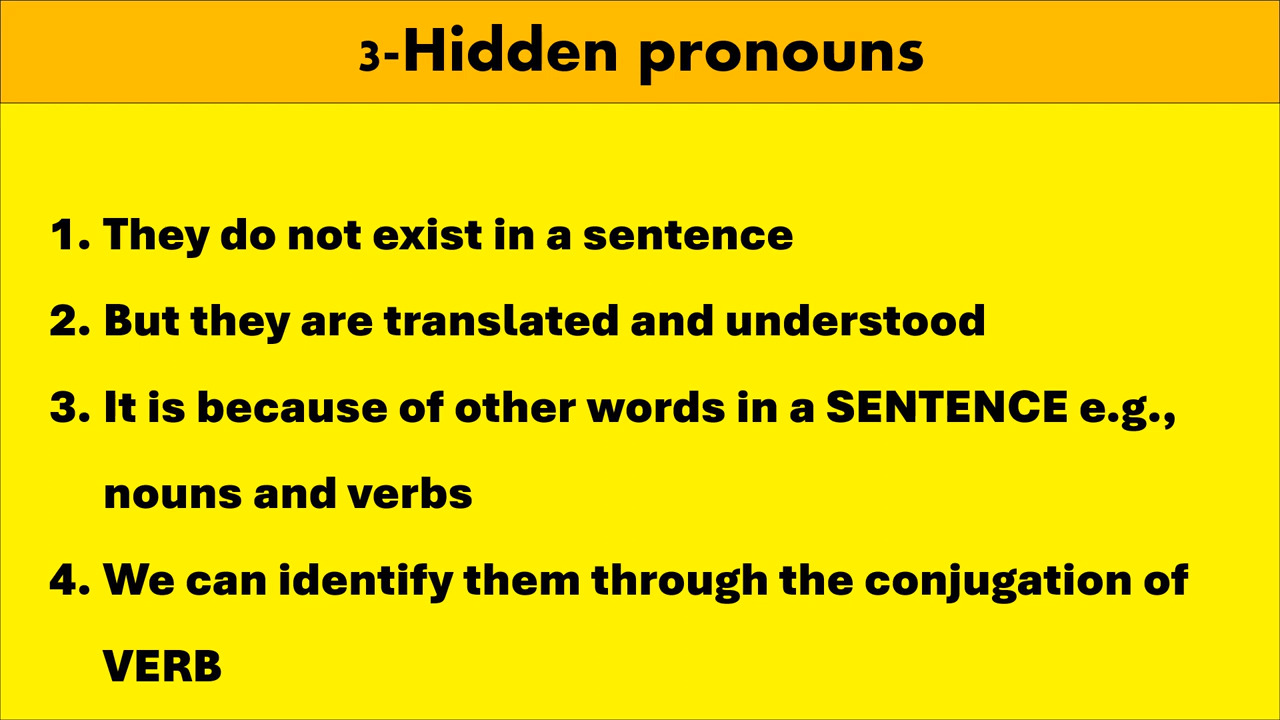 3-Hidden pronouns
1. They do not exist in a sentence
2. But they are translated and understood
3. It is because of other words in a SENTENCE e.g.,
nouns and verbs
4. We can identify them through the conjugation of
VERB